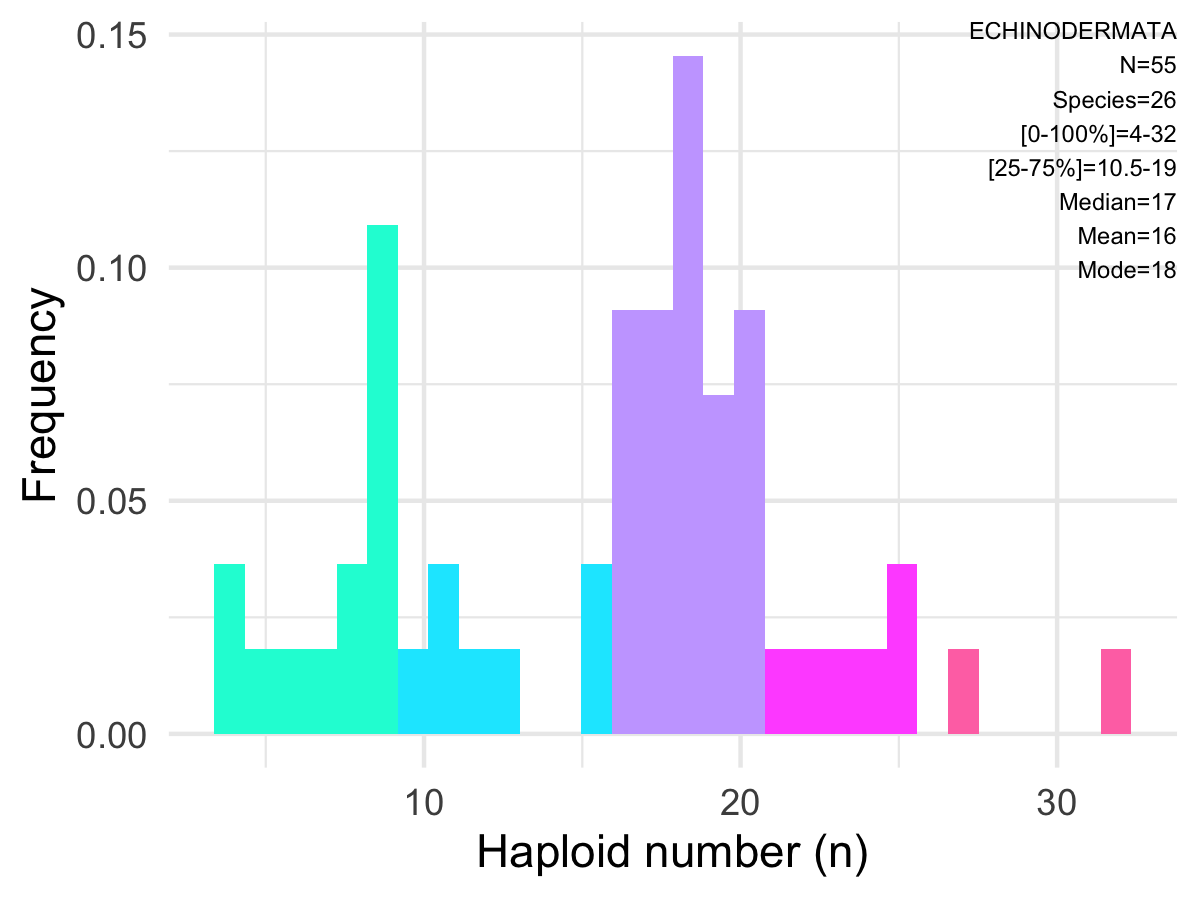 ECHINODERMATA
N=55
Species=26
[0-100%]=4-32
[25-75%]=10.5-19
Median=17
Mean=16
Mode=18
0.15
0.10
0.05
0.00
Frequency
10 20 30
Haploid number (n)